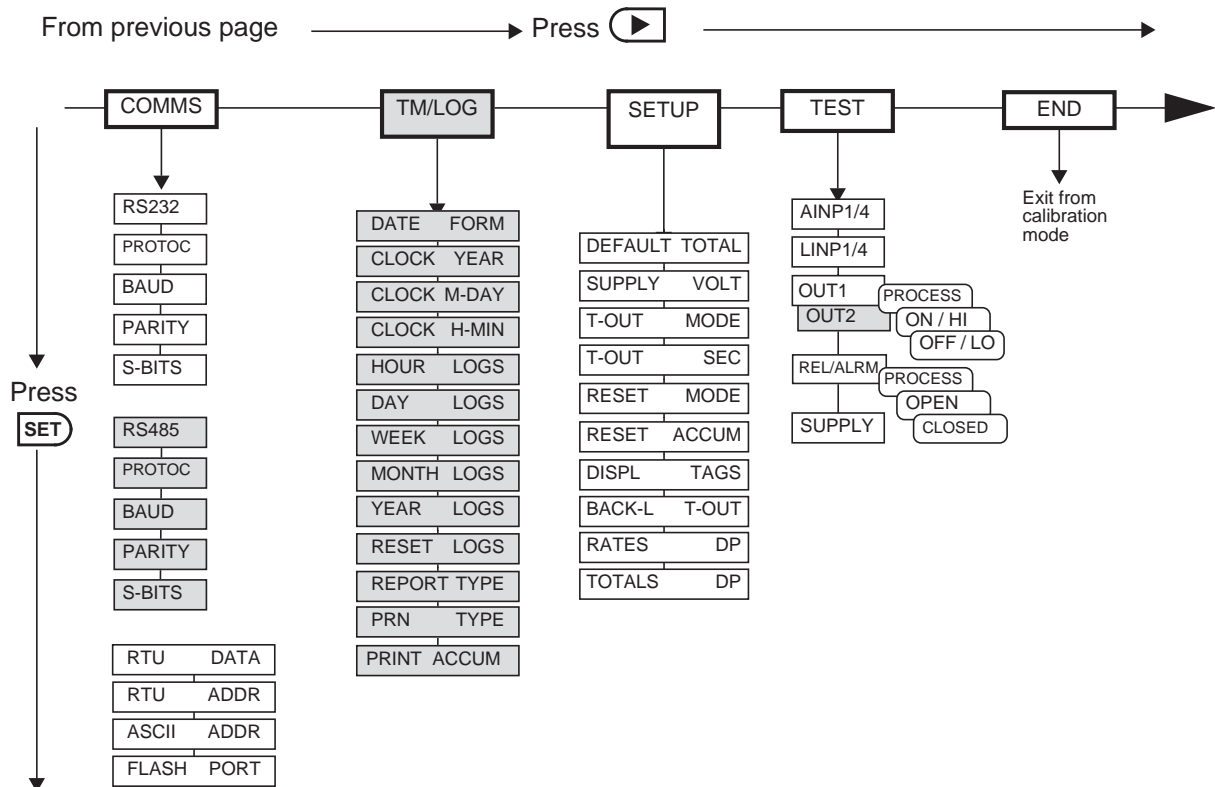 From previous page
Press
COMMS
TM/LOG
SETUP
TEST
END
Press
SET
RS232
PROTOC
BAUD
PARITY
S-BITS
RS485
PROTOC
BAUD
PARITY
S-BITS
RTU DATA
RTU ADDR
ASCII ADDR
FLASH PORT
DATE FORM
CLOCK YEAR
CLOCK M-DAY
CLOCK H-MIN
HOUR LOGS
DAY LOGS
WEEK LOGS
MONTH LOGS
YEAR LOGS
RESET LOGS
REPORT TYPE
PRN TYPE
PRINT ACCUM
DEFAULT TOTAL
SUPPLY VOLT
T-OUT MODE
T-OUT SEC
RESET MODE
RESET ACCUM
DISPL TAGS
BACK-L T-OUT
RATES DP
TOTALS DP
AINP1/4
LINP1/4
OUT1
OUT2
PROCESS
ON / HI
OFF / LO
REL/ALRM
PROCESS
OPEN
CLOSED
SUPPLY
Exit from
calibration
mode